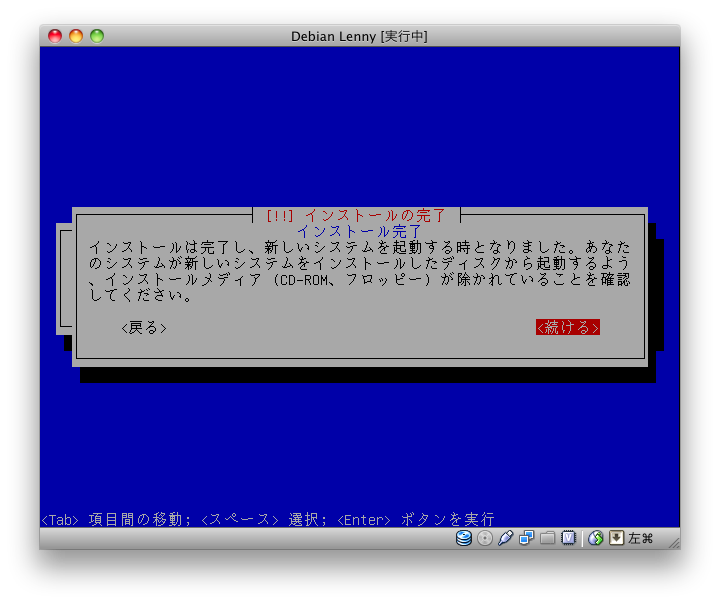 Debian Lenny [実行中]
[!!] インストールの完了
インストール完了
インストールは完了し、新しいシステムを起動する時となりました。あなた
のシステムが新しいシステムをインストールしたディスクから起動するよう
、インストールメディア (CD-ROM、フロッピー) が除かれていることを確認
してください。
<戻る> <続ける>
<Tab> 項目間の移動; <スペース> 選択; <Enter> ボタンを実行
V 左⌘